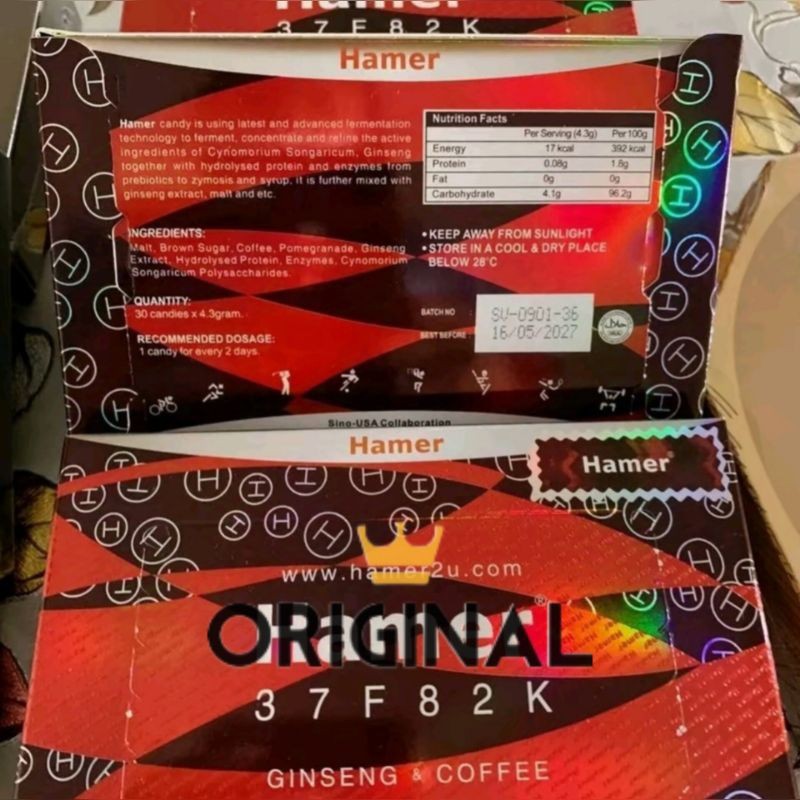 Hamer
37F82K
Hamer
Hamer candy is using latest and advanced fermentation
technology to ferment, concentrate and refine the active
ingredients of Cynomorium Songaricum, Ginseng
together with hydrolysed protein and enzymes from
prebiotics to zymosis and syrup, it is further mixed with
ginseng extract, malt and etc.
INGREDIENTS:
Malt, Brown Sugar, Coffee, Pomegranade, Ginseng
Extract, Hydrolysed Protein, Enzymes, Cynomorium
Songaricum Polysaccharides.
QUANTITY:
30 candies x 4.3gram.
RECOMMENDED DOSAGE:
1 candy for every 2 days.
Nutrition Facts
Per Serving (4.3g) Per 100g
Energy 17 kcal 392 kcal
Protein 0.08g 1.8g
Fat 0g 0g
Carbohydrate 4.1g 96.2g
• KEEP AWAY FROM SUNLIGHT
• STORE IN A COOL & DRY PLACE
BELOW 28°C
BATCH NO SV-0901-36
BEST BEFORE 16/05/2027
Sino-USA Collaboration
Hamer
Hamer®
www.hamer2u.com
Hamer®
ORIGINAL
37F82K
GINSENG & COFFEE